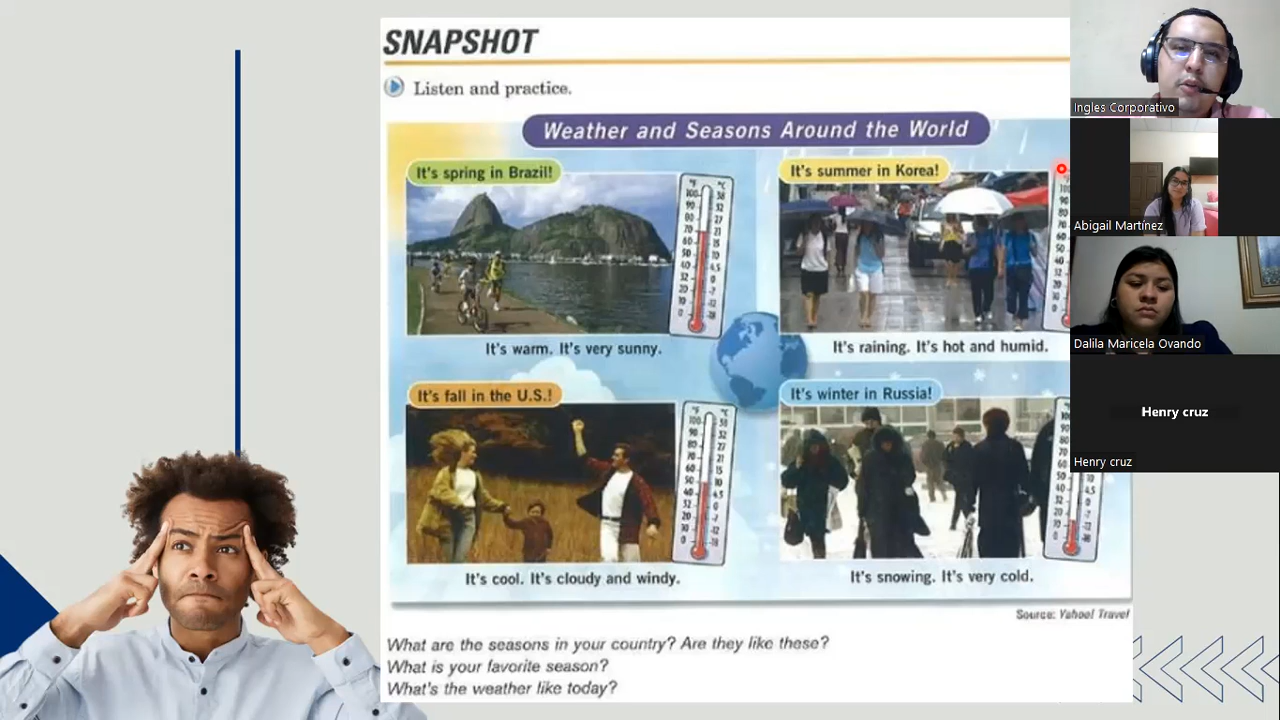 SNAPSHOT
Listen and practice.
Weather and Seasons Around the World
It's spring in Brazil!
It's summer in Korea!
It's warm. It's very sunny.
It's raining. It's hot and humid.
It's fall in the U.S.!
It's winter in Russia!
It's cool. It's cloudy and windy.
It's snowing. It's very cold.
Source: Yahoo! Travel
What are the seasons in your country? Are they like these?
What is your favorite season?
What's the weather like today?
Ingles Corporativo
Abigail Martínez
Dalila Maricela Ovando
Henry cruz
Henry cruz